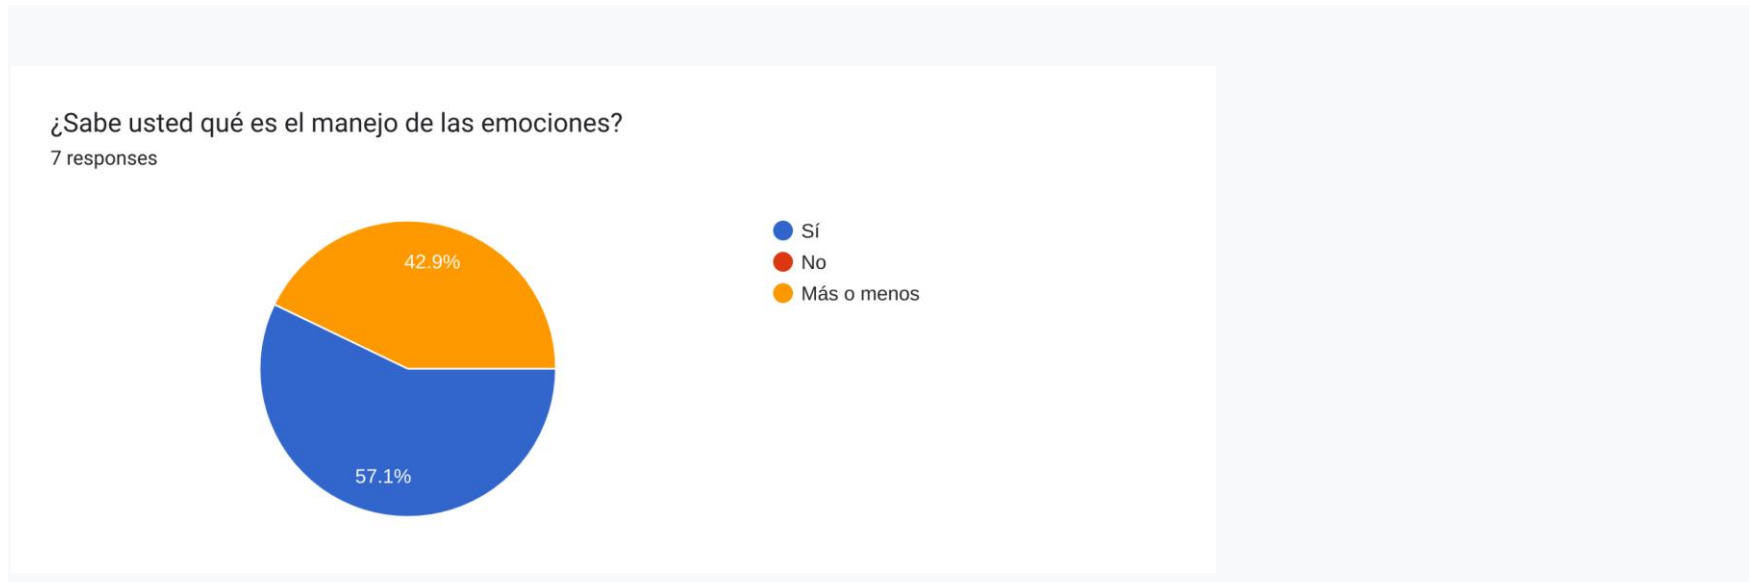 ¿Sabe usted qué es el manejo de las emociones?
7 responses
42.9%
57.1%
Sí
No
Más o menos